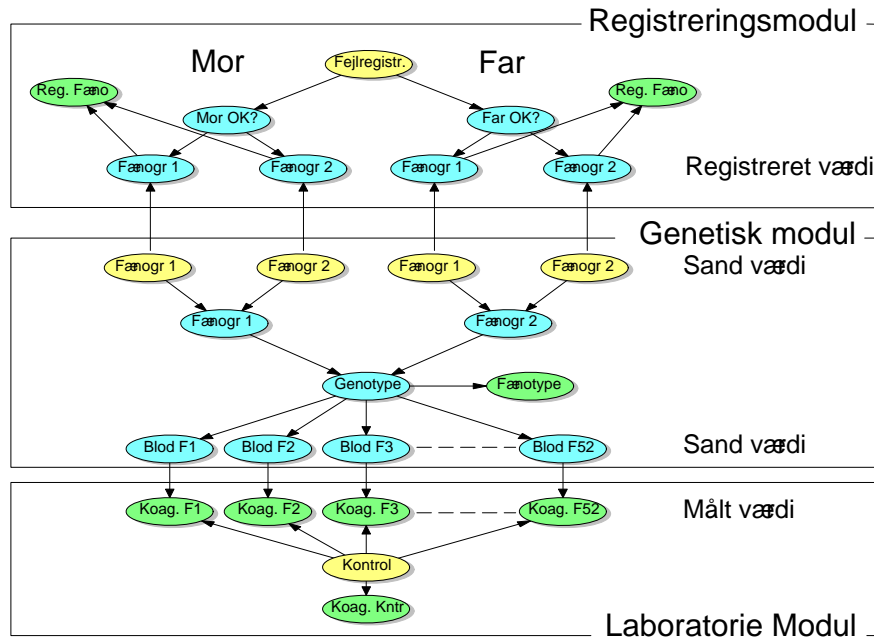 Registreringsmodul
Mor
Fejlregistr.
Far
Reg. Fæno
Reg. Fæno
Mor OK?
Far OK?
Fænogr 1
Fænogr 2
Fænogr 1
Fænogr 2
Registreret værdi
Genetisk modul
Fænogr 1
Fænogr 2
Fænogr 1
Fænogr 2
Sand værdi
Fænogr 1
Fænogr 2
Genotype
Fænotype
Blod F1
Blod F2
Blod F3
Blod F52
Sand værdi
Koag. F1
Koag. F2
Koag. F3
Koag. F52
Målt værdi
Kontrol
Koag. Kntr
Laboratorie Modul